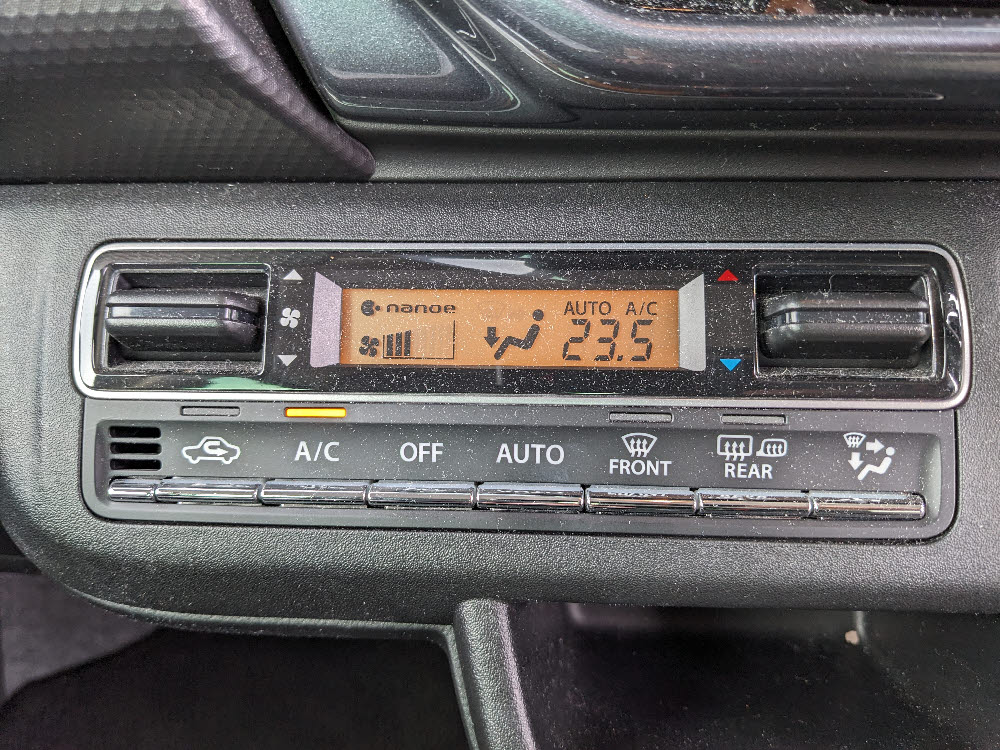 nanoe
AUTO A/C
23.5
A/C OFF AUTO FRONT REAR